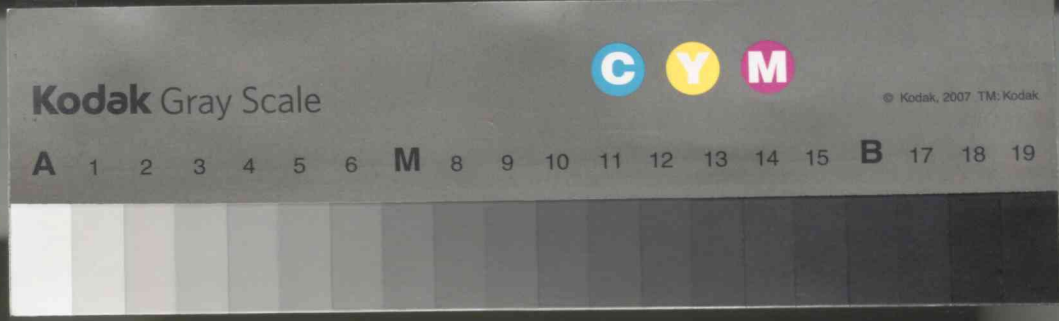 C Y M
Kodak Gray Scale
© Kodak, 2007 TM: Kodak
A 1 2 3 4 5 6 M 8 9 10 11 12 13 14 15 B 17 18 19